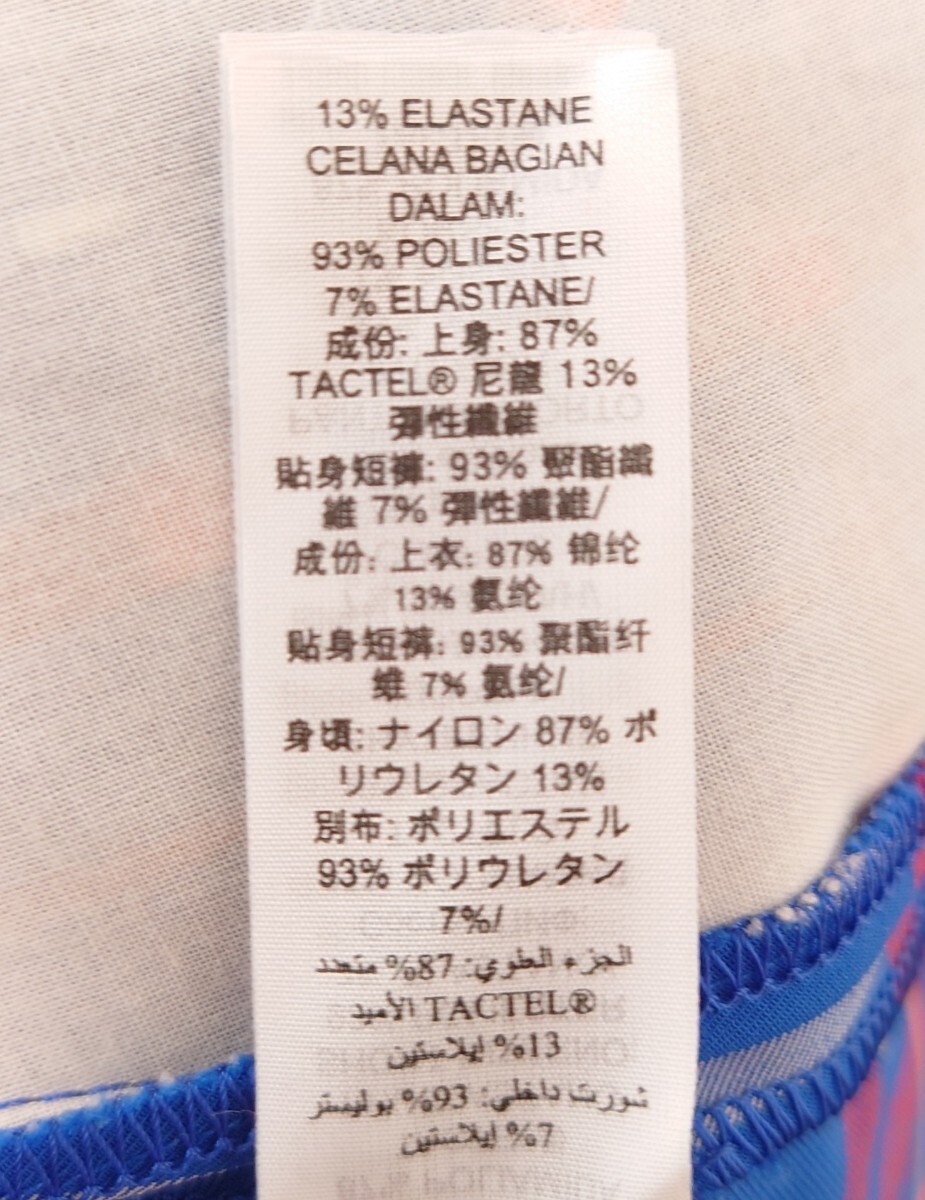 13% ELASTANE
CELANA BAGIAN
DALAM:
93% POLIESTER
7% ELASTANE/
成份: 上身: 87%
TACTEL® 尼龍 13%
彈性纖維
貼身短褲: 93% 聚酯纖
維 7% 彈性纖維/
成份: 上衣: 87% 锦纶
13% 氨纶
贴身短裤: 93% 聚酯纤
维 7% 氨纶/
身頃: ナイロン 87% ポ
リウレタン 13%
別布: ポリエステル
93% ポリウレタン
7%/
الجزء العلوي: 87% متعدد
الأميد TACTEL®
13% إيلاستين
شورت داخلي: 93% بوليستر
7% إيلاستين